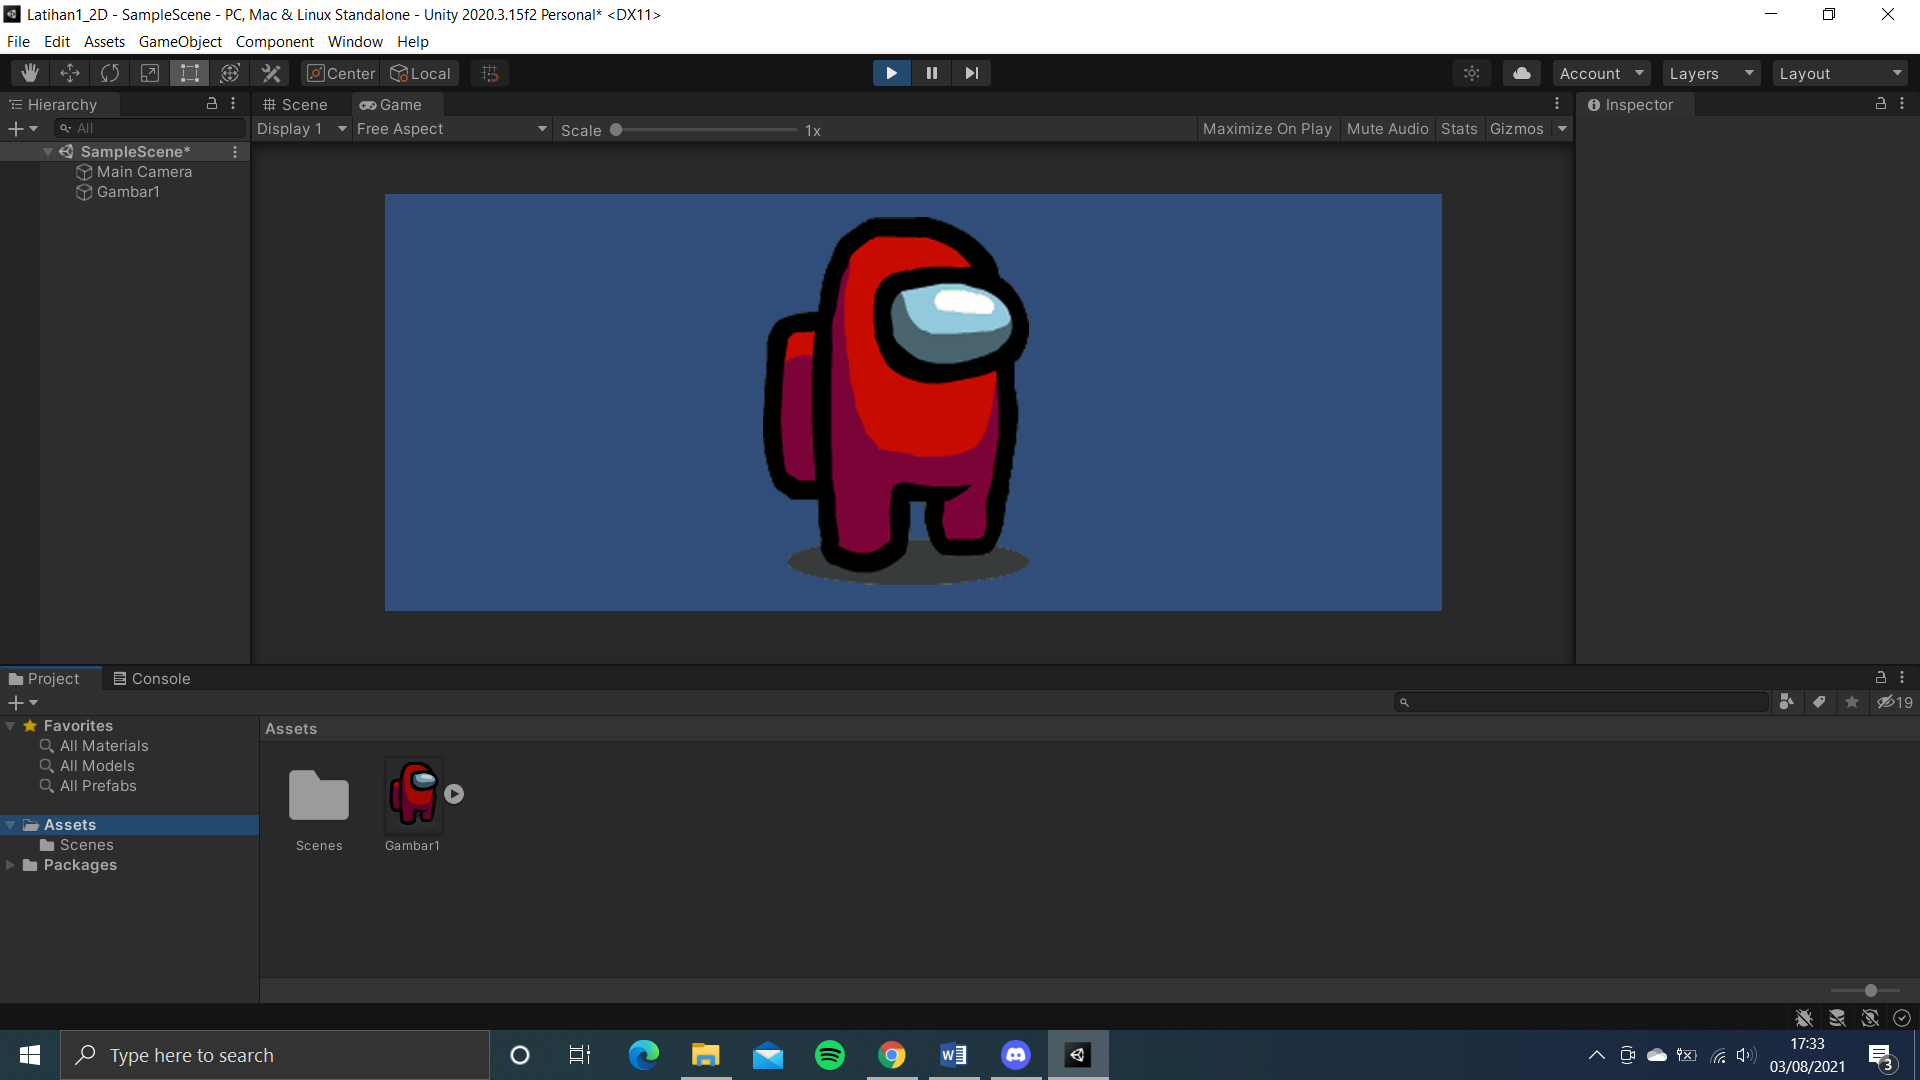 Latihan1_2D - SampleScene - PC, Mac & Linux Standalone - Unity 2020.3.15f2 Personal* <DX11>
File Edit Assets GameObject Component Window Help
Center Local Account Layers Layout
Hierarchy Scene Game Inspector
All Display 1 Free Aspect Scale 1x Maximize On Play Mute Audio Stats Gizmos
SampleScene*
Main Camera
Gambar1
Project Console
19
Favorites Assets
All Materials
All Models
All Prefabs
Assets
Scenes
Packages
Scenes Gambar1
Type here to search
17:33
03/08/2021
3